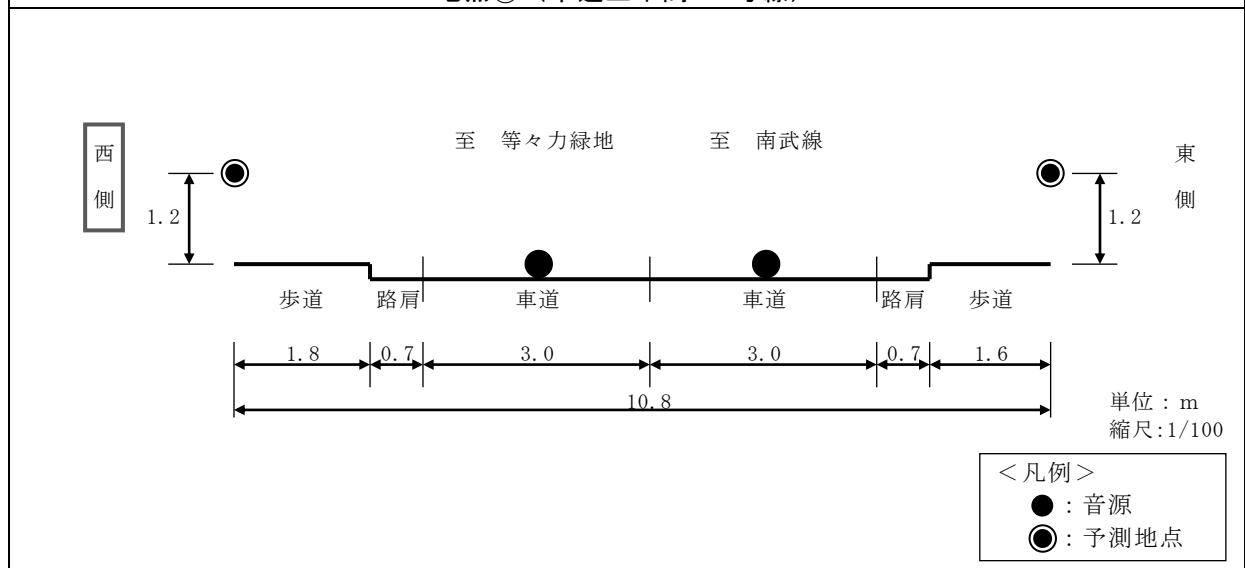 西側
東側
至 等々力緑地
至 南武線
1.2
1.2
歩道
路肩
車道
車道
路肩
歩道
1.8
0.7
3.0
3.0
0.7
1.6
10.8
単位：m
縮尺:1/100
＜凡例＞
：音源
：予測地点